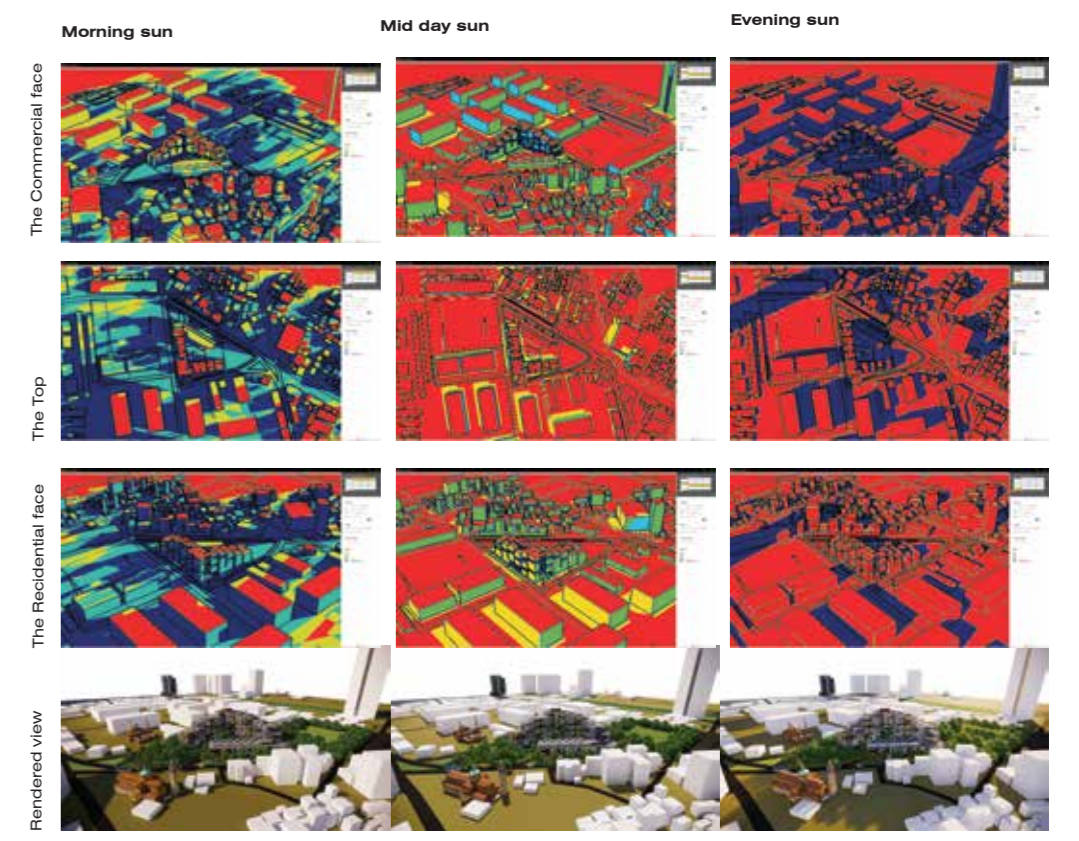 Morning sun
Mid day sun
Evening sun
The Commercial face
The Top
The Recidential face
Rendered view